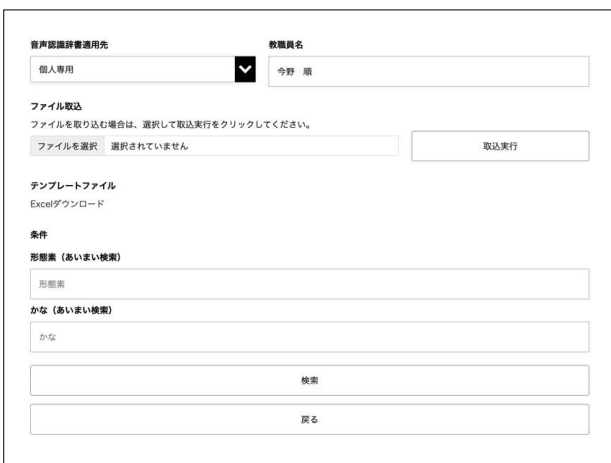 音声認識辞書適用先
教職員名
個人専用
今野 順
ファイル取込
ファイルを取り込む場合は、選択して取込実行をクリックしてください。
ファイルを選択 選択されていません
取込実行
テンプレートファイル
Excelダウンロード
条件
形態素（あいまい検索）
形態素
かな（あいまい検索）
かな
検索
戻る